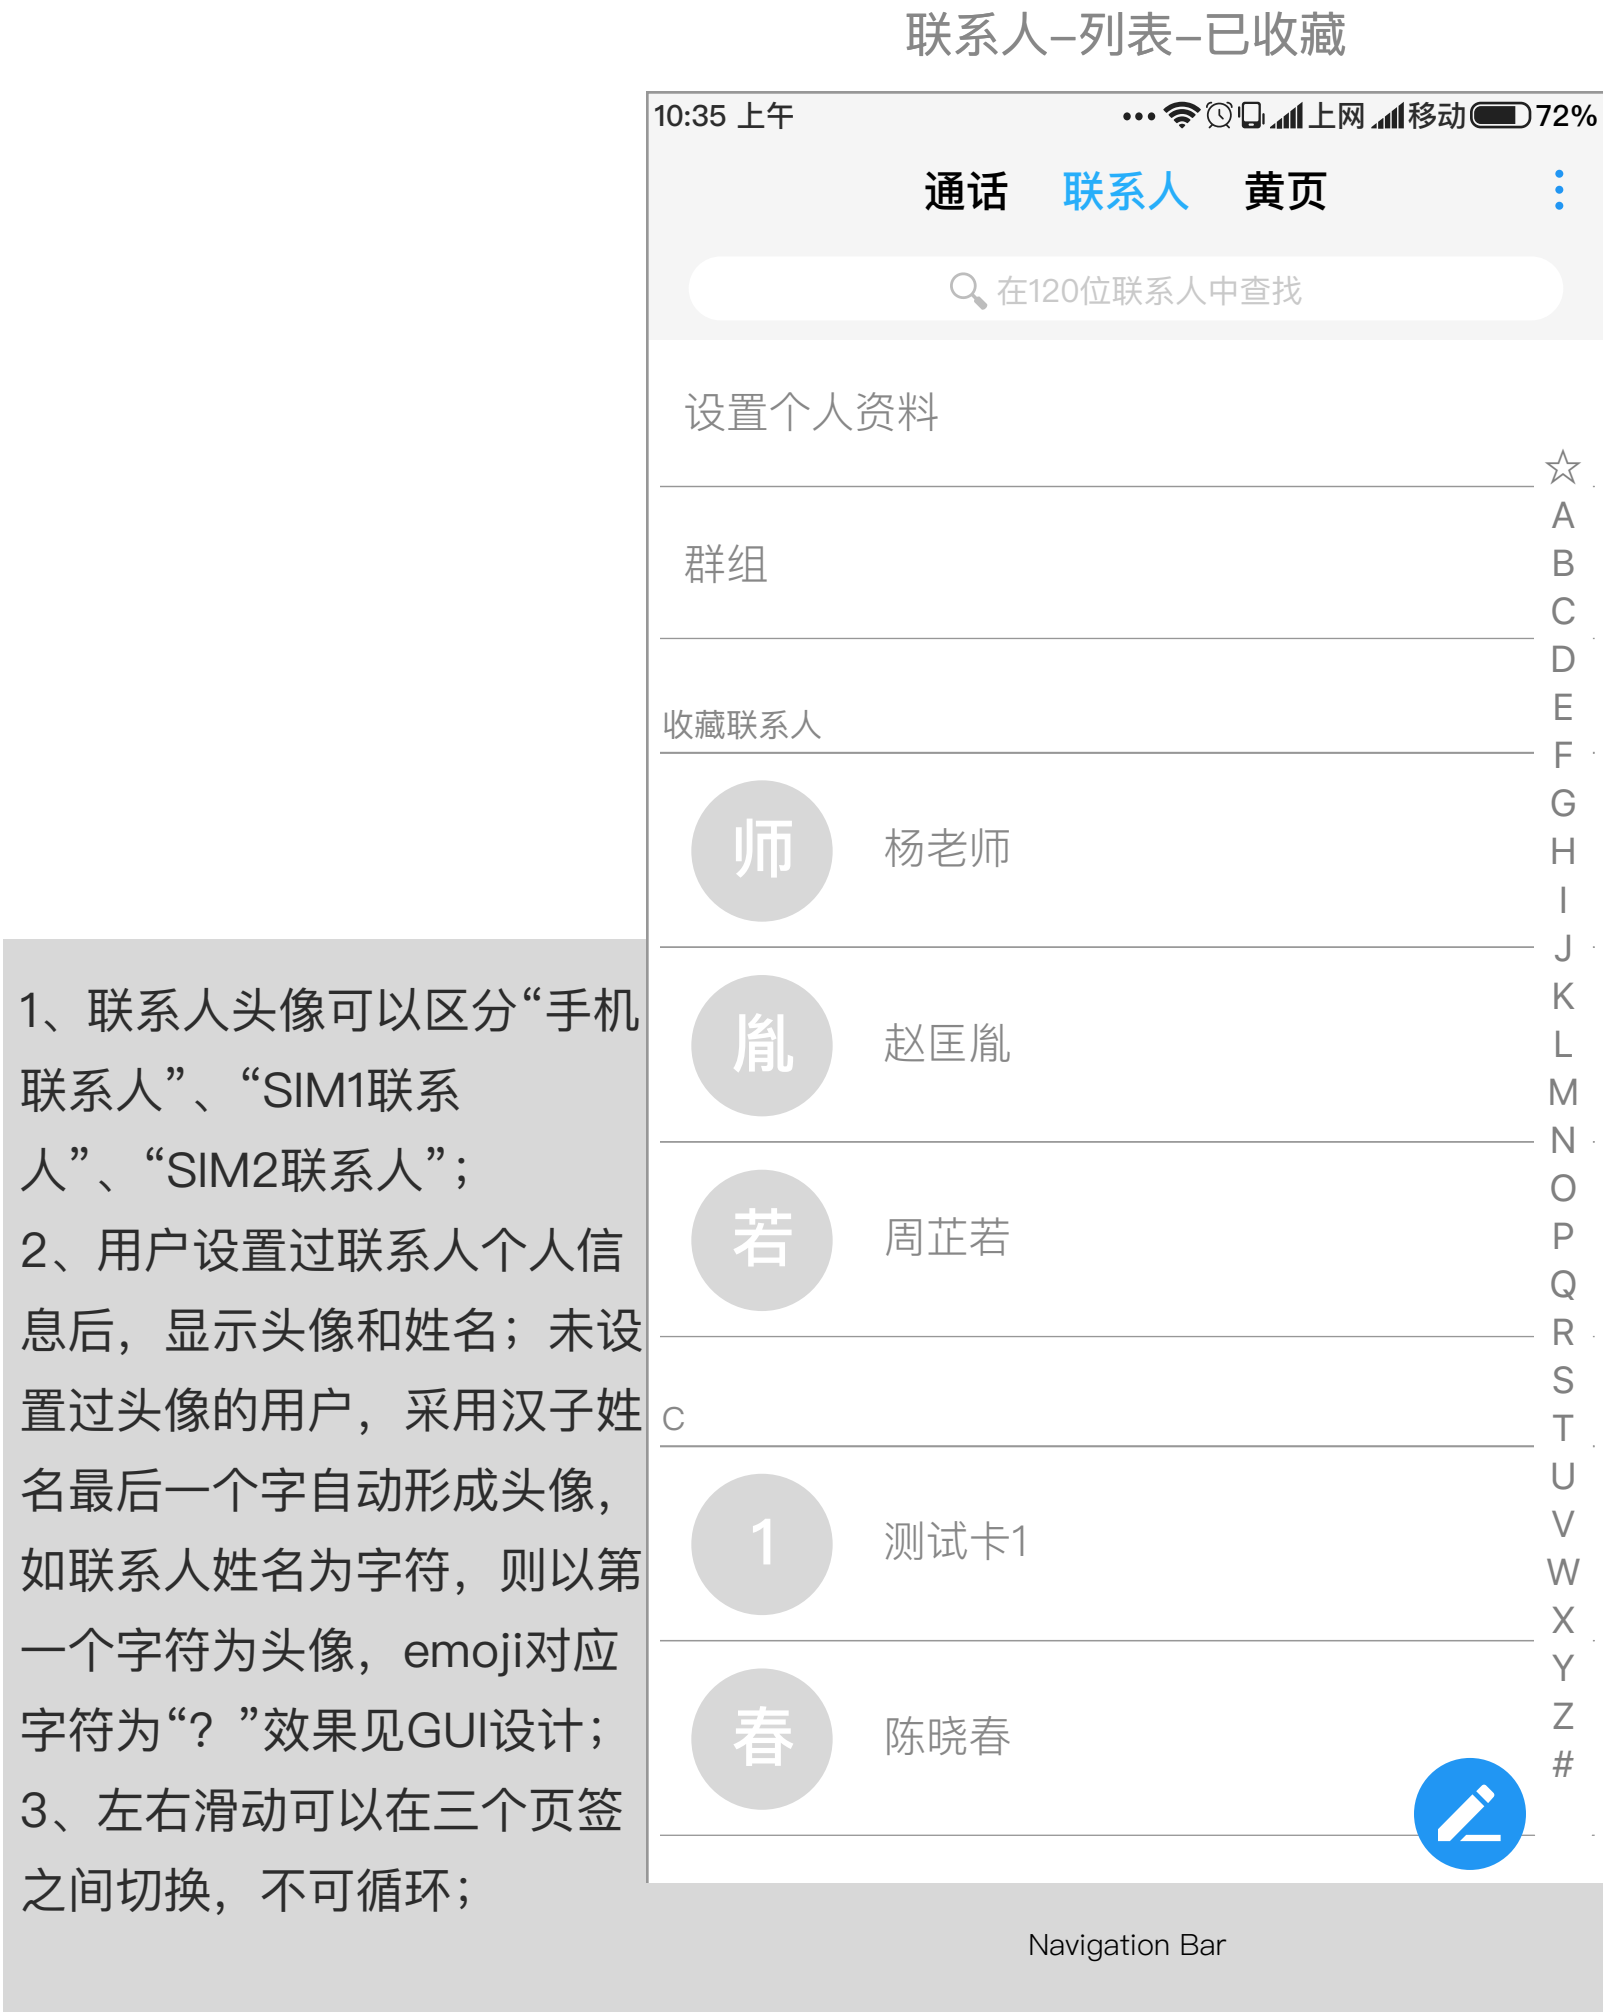 联系人-列表-已收藏
10:35 上午
上网
移动
72%
通话 联系人 黄页
在120位联系人中查找
设置个人资料
群组
收藏联系人
师 杨老师
胤 赵匡胤
若 周芷若
C
1 测试卡1
春 陈晓春
☆
A
B
C
D
E
F
G
H
I
J
K
L
M
N
O
P
Q
R
S
T
U
V
W
X
Y
Z
#
1、联系人头像可以区分“手机
联系人”、“SIM1联系
人”、“SIM2联系人”；
2、用户设置过联系人个人信
息后，显示头像和姓名；未设
置过头像的用户，采用汉子姓
名最后一个字自动形成头像，
如联系人姓名为字符，则以第
一个字符为头像，emoji对应
字符为“？”效果见GUI设计；
3、左右滑动可以在三个页签
之间切换，不可循环；
Navigation Bar